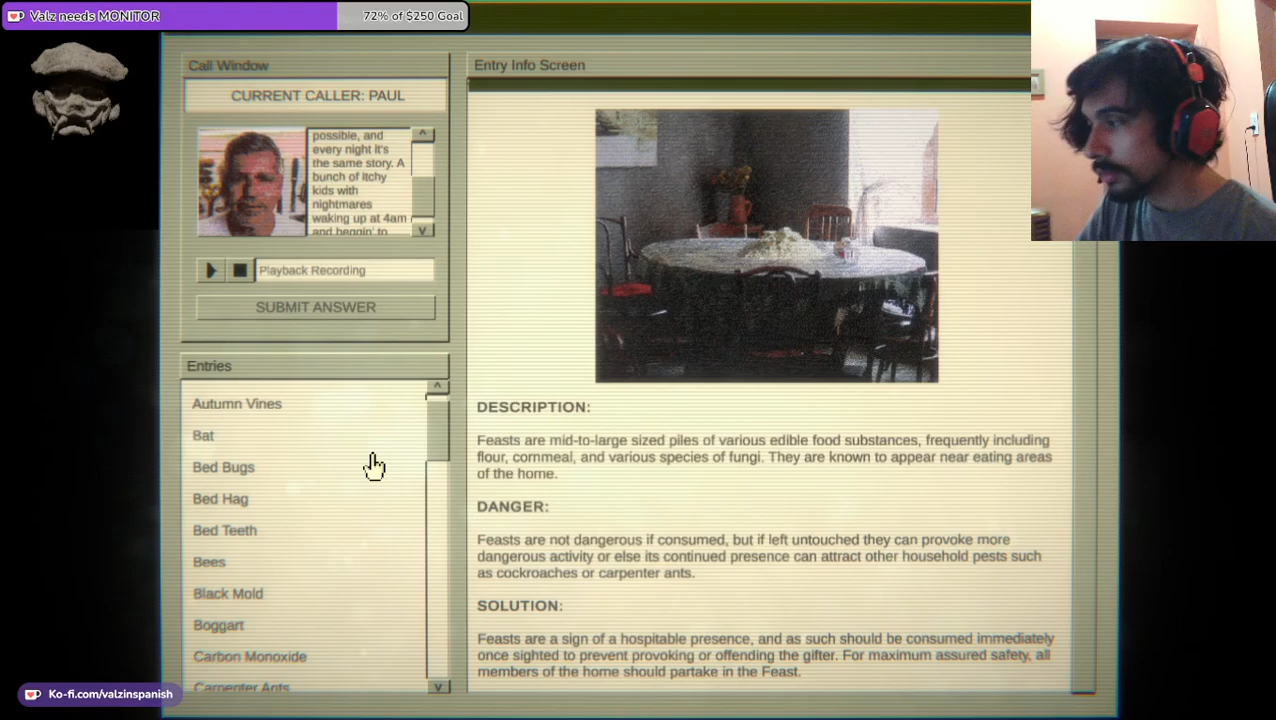 Valz needs MONITOR
72% of $250 Goal
Call Window
CURRENT CALLER: PAUL
possible, and
every night it's
the same story. A
bunch of itchy
kids with
nightmares
waking up at 4am
and beggin' to
Playback Recording
SUBMIT ANSWER
Entries
Autumn Vines
Bat
Bed Bugs
Bed Hag
Bed Teeth
Bees
Black Mold
Boggart
Carbon Monoxide
Carpenter Ants
Ko-fi.com/valzinspanish
Entry Info Screen
DESCRIPTION:
Feasts are mid-to-large sized piles of various edible food substances, frequently including
flour, cornmeal, and various species of fungi. They are known to appear near eating areas
of the home.
DANGER:
Feasts are not dangerous if consumed, but if left untouched they can provoke more
dangerous activity or else its continued presence can attract other household pests such
as cockroaches or carpenter ants.
SOLUTION:
Feasts are a sign of a hospitable presence, and as such should be consumed immediately
once sighted to prevent provoking or offending the gifter. For maximum assured safety, all
members of the home should partake in the Feast.